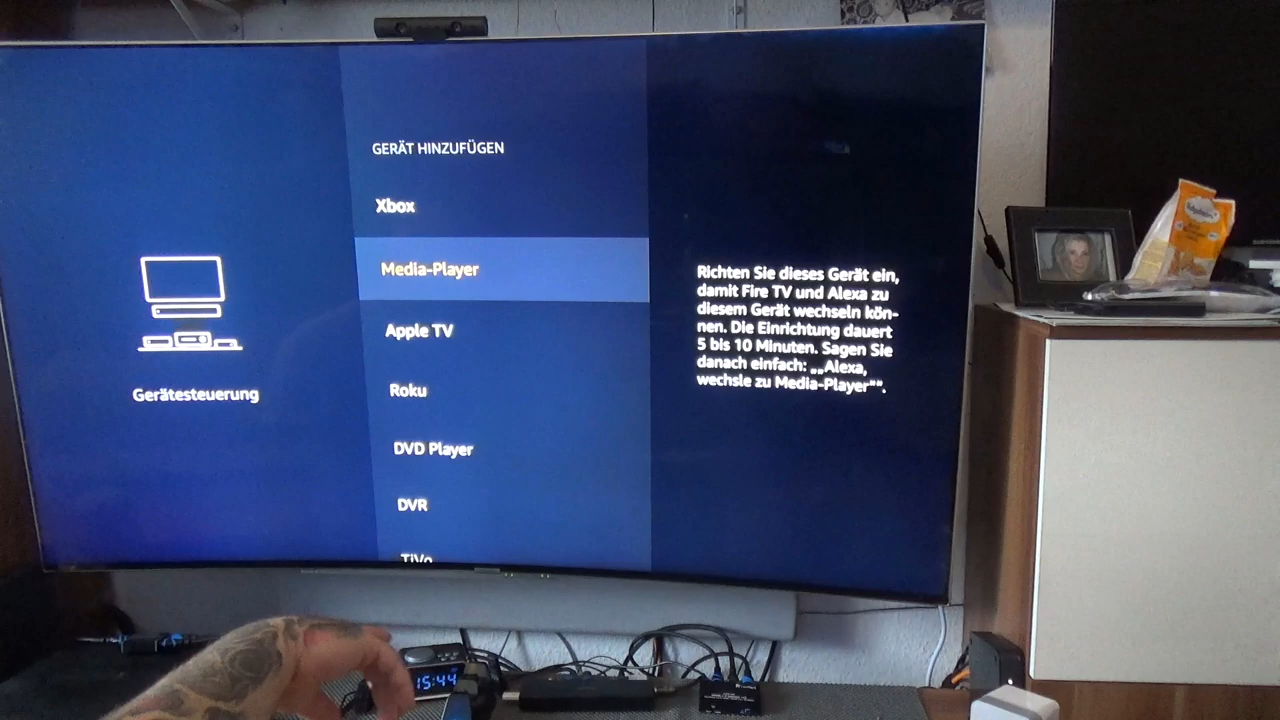 GERÄT HINZUFÜGEN
Xbox
Media-Player
Apple TV
Roku
DVD Player
DVR
TiVo
Gerätesteuerung
Richten Sie dieses Gerät ein,
damit Fire TV und Alexa zu
diesem Gerät wechseln kön-
nen. Die Einrichtung dauert
5 bis 10 Minuten. Sagen Sie
danach einfach: „„Alexa,
wechsle zu Media-Player"".
15:44